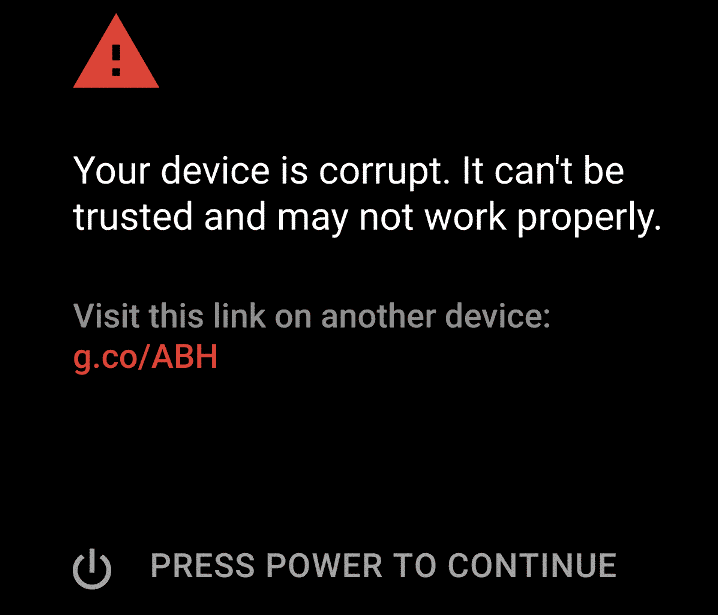 Your device is corrupt. It can't be
trusted and may not work properly.
Visit this link on another device:
g.co/ABH
PRESS POWER TO CONTINUE